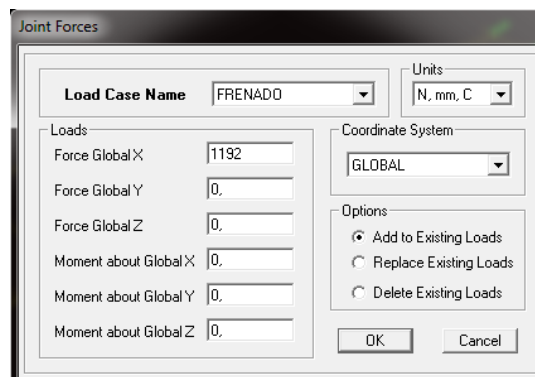 Joint Forces
Units
Load Case Name FRENADO N, mm, C
Loads
Force Global X 1192
Force Global Y 0,
Force Global Z 0,
Moment about Global X 0,
Moment about Global Y 0,
Moment about Global Z 0,
Coordinate System
GLOBAL
Options
Add to Existing Loads
Replace Existing Loads
Delete Existing Loads
OK Cancel